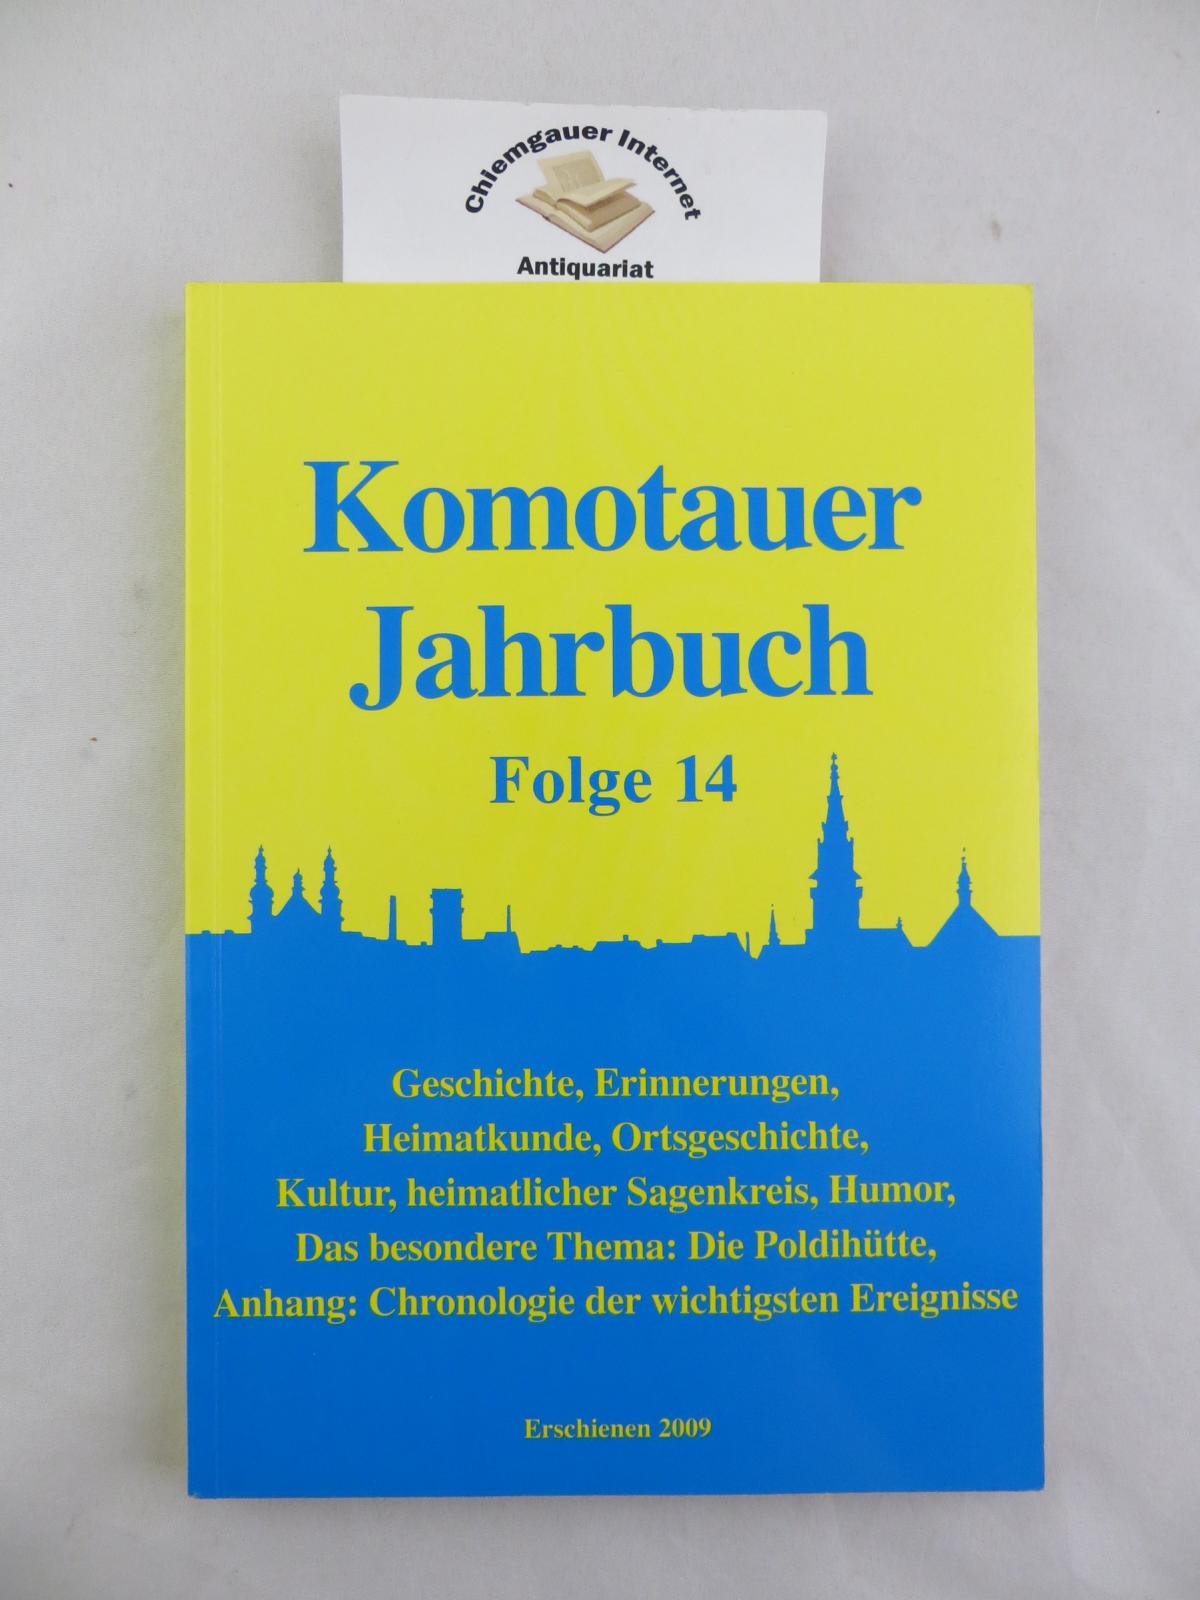 Chiemgauer Internet
Antiquariat
Komotauer
Jahrbuch
Folge 14
Geschichte, Erinnerungen,
Heimatkunde, Ortsgeschichte,
Kultur, heimatlicher Sagenkreis, Humor,
Das besondere Thema: Die Poldihütte,
Anhang: Chronologie der wichtigsten Ereignisse
Erschienen 2009